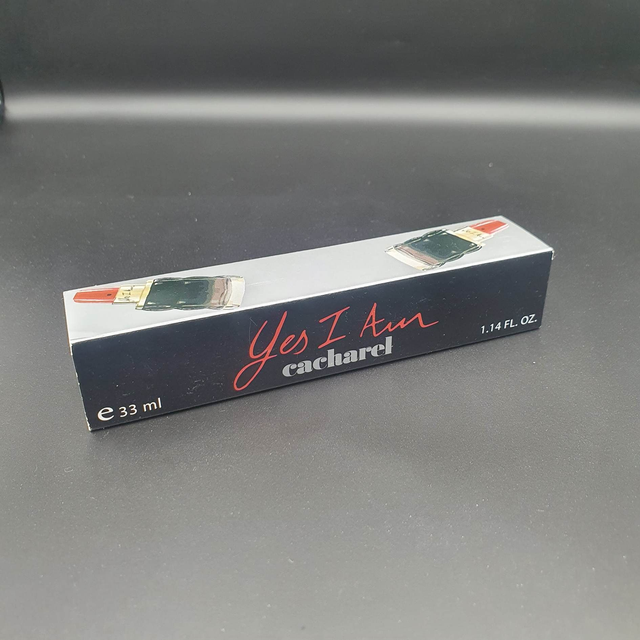 Yes I Am
cacharel
1.14 FL. OZ.
e 33 ml